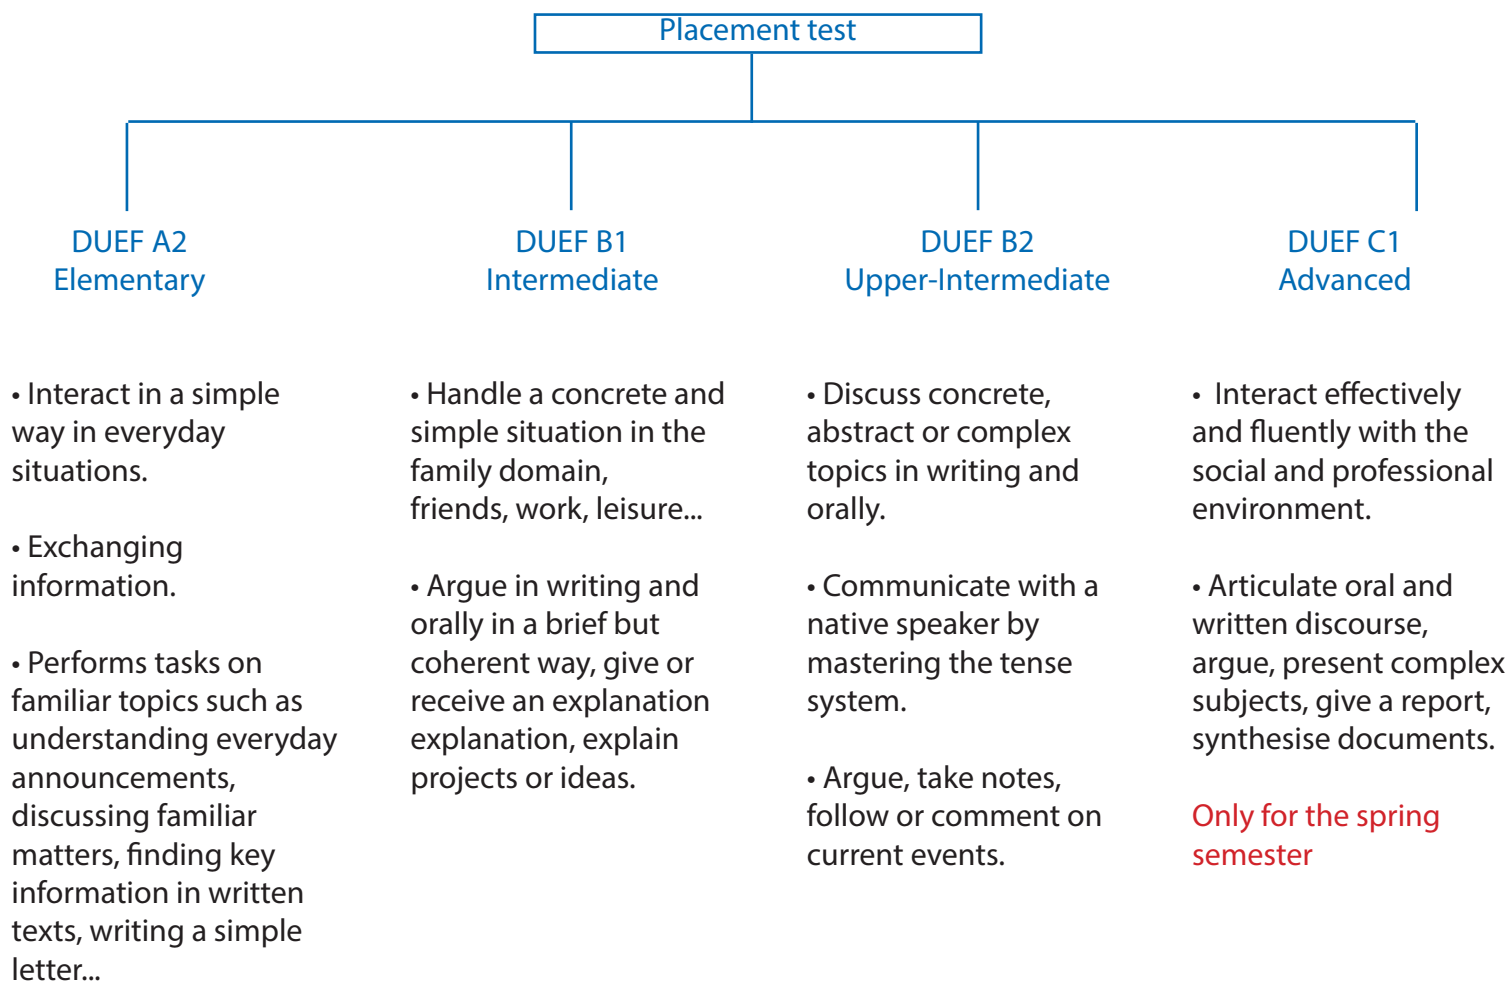 Placement test
DUEF A2
Elementary
• Interact in a simple
way in everyday
situations.
• Exchanging
information.
• Performs tasks on
familiar topics such as
understanding everyday
announcements,
discussing familiar
matters, finding key
information in written
texts, writing a simple
letter...
DUEF B1
Intermediate
• Handle a concrete and
simple situation in the
family domain,
friends, work, leisure...
• Argue in writing and
orally in a brief but
coherent way, give or
receive an explanation
explanation, explain
projects or ideas.
DUEF B2
Upper-Intermediate
• Discuss concrete,
abstract or complex
topics in writing and
orally.
• Communicate with a
native speaker by
mastering the tense
system.
• Argue, take notes,
follow or comment on
current events.
DUEF C1
Advanced
• Interact effectively
and fluently with the
social and professional
environment.
• Articulate oral and
written discourse,
argue, present complex
subjects, give a report,
synthesise documents.
Only for the spring
semester